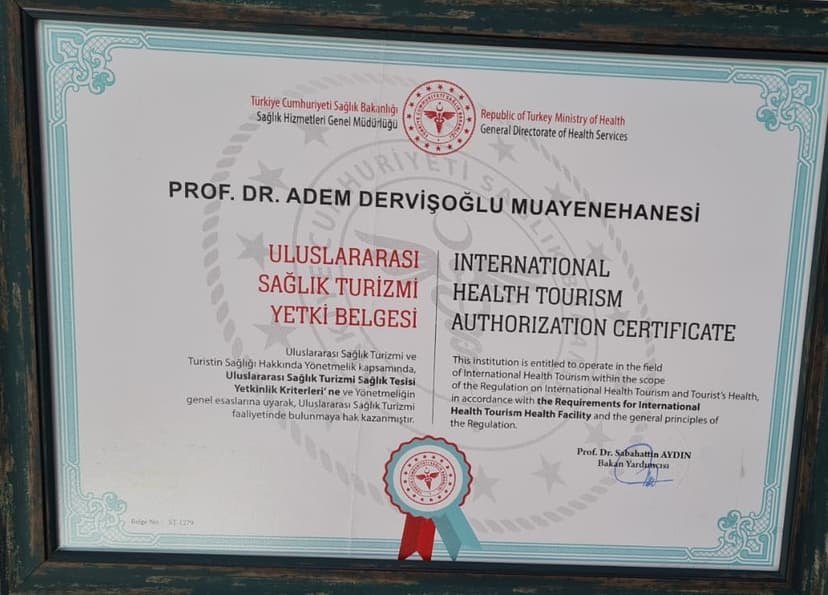 Türkiye Cumhuriyeti Sağlık Bakanlığı
Sağlık Hizmetleri Genel Müdürlüğü
Republic of Turkey Ministry of Health
General Directorate of Health Services
PROF. DR. ADEM DERVİŞOĞLU MUAYENEHANESİ
ULUSLARARASI
SAĞLIK TURİZMİ
YETKİ BELGESİ
INTERNATIONAL
HEALTH TOURISM
AUTHORIZATION CERTIFICATE
Uluslararası Sağlık Turizmi ve
Turistin Sağlığı Hakkında Yönetmelik kapsamında,
Uluslararası Sağlık Turizmi Sağlık Tesisi
Yetkinlik Kriterleri'ne ve Yönetmeliğin
genel esaslarına uyarak, Uluslararası Sağlık Turizmi
faaliyetinde bulunmaya hak kazanmıştır.
This institution is entitled to operate in the field
of International Health Tourism within the scope
of the Regulation on International Health Tourism and Tourist's Health,
in accordance with the Requirements for International
Health Tourism Health Facility and the general principles of
the Regulation.
Prof. Dr. Sabahattin AYDIN
Bakan Yardımcısı
Belge No : ST-1279